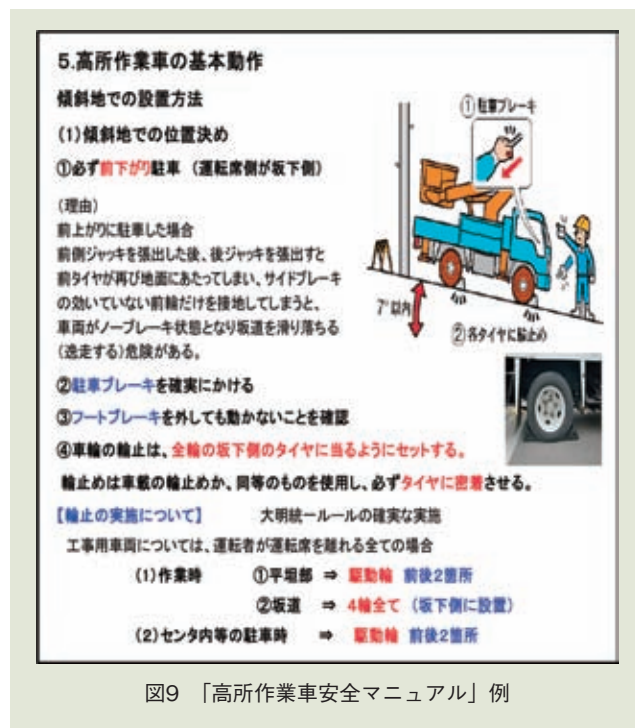 5.高所作業車の基本動作
傾斜地での設置方法
(1)傾斜地での位置決め
①必ず前下がり駐車 (運転席側が坂下側)
(理由)
前上がりに駐車した場合
前側ジャッキを張出した後、後ジャッキを張出すと
前タイヤが再び地面にあたってしまい、サイドブレーキ
の効いていない前輪だけを接地してしまうと、
車両がノーブレーキ状態となり坂道を滑り落ちる
(逸走する)危険がある。
①駐車ブレーキ
7°以内
②各タイヤに輪止め
②駐車ブレーキを確実にかける
③フートブレーキを外しても動かないことを確認
④車輪の輪止は、全輪の坂下側のタイヤに当るようにセットする。
輪止めは車載の輪止めか、同等のものを使用し、必ずタイヤに密着させる。
【輪止の実施について】 大明統一ルールの確実な実施
工事用車両については、運転者が運転席を離れる全ての場合
(1)作業時 ①平坦部 ⇒ 駆動輪 前後2箇所
②坂道 ⇒ 4輪全て (坂下側に設置)
(2)センタ内等の駐車時 ⇒ 駆動輪 前後2箇所
図9 「高所作業車安全マニュアル」例